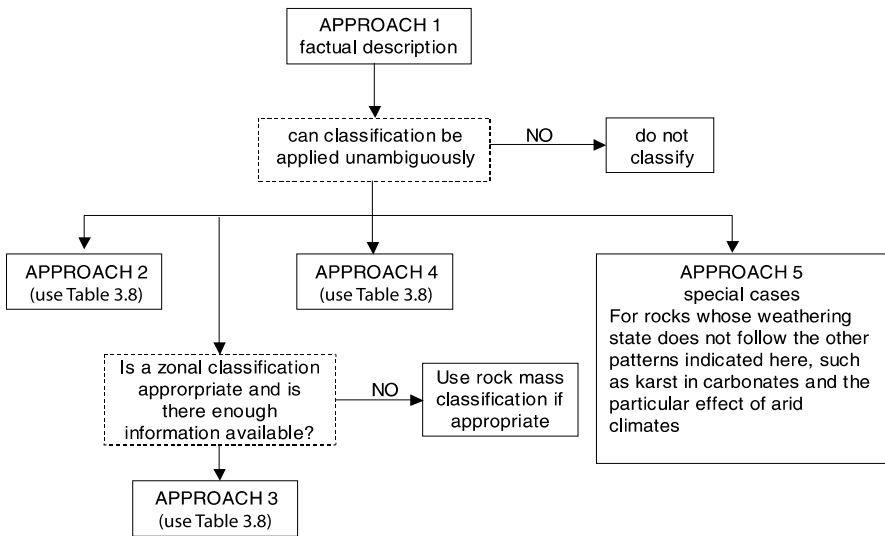 APPROACH 1
factual description
can classification be
applied unambiguously
NO
do not
classify
APPROACH 2
(use Table 3.8)
APPROACH 4
(use Table 3.8)
APPROACH 5
special cases
For rocks whose weathering
state does not follow the other
patterns indicated here, such
as karst in carbonates and the
particular effect of arid
climates
Is a zonal classification
approrpriate and is
there enough
information available?
NO
Use rock mass
classification if
appropriate
APPROACH 3
(use Table 3.8)